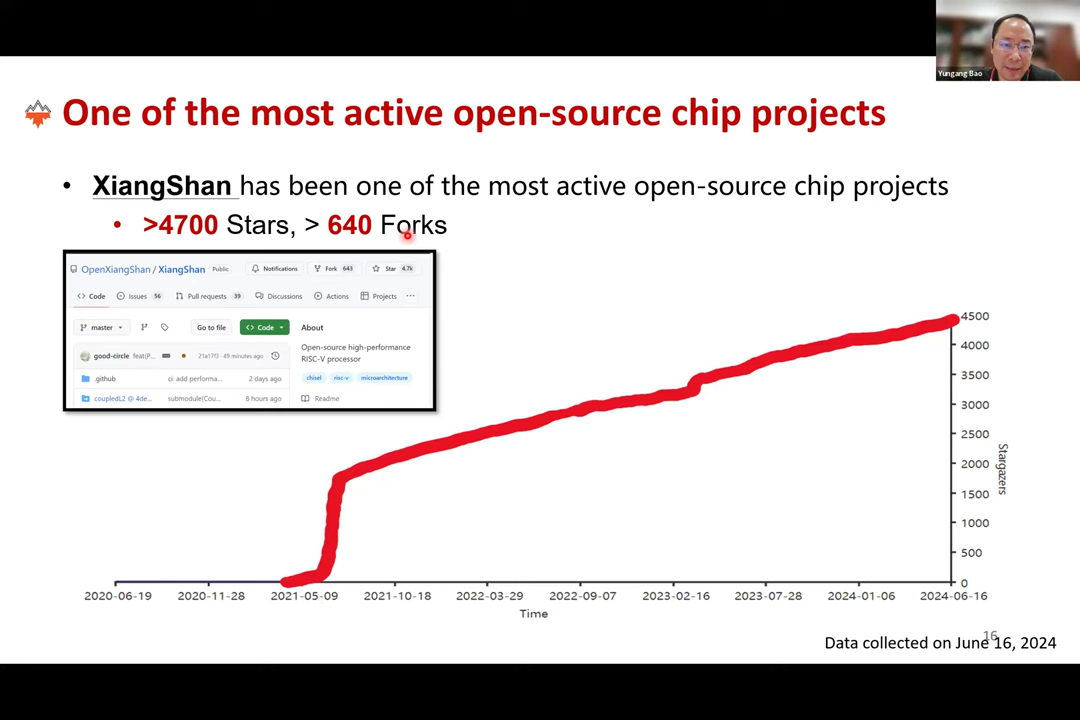 Yungang Bao
One of the most active open-source chip projects
• XiangShan has been one of the most active open-source chip projects
• >4700 Stars, > 640 Forks
OpenXiangShan / XiangShan Public Notifications Fork 643 Star 4.7k
Code Issues 56 Pull requests 39 Discussions Actions Projects ...
master Go to file Code About
good-circle feat(P... 21a17f3 · 49 minutes ago
Open-source high-performance
RISC-V processor
.github ci: add performa... 2 days ago
chisel risc-v microarchitecture
coupledL2 @ 4de... submodule(Cou... 8 hours ago
Readme
4500
4000
3500
3000
2500
2000
1500
1000
500
0
Stargazers
2020-06-19 2020-11-28 2021-05-09 2021-10-18 2022-03-29 2022-09-07 2023-02-16 2023-07-28 2024-01-06 2024-06-16
Time
16
Data collected on June 16, 2024